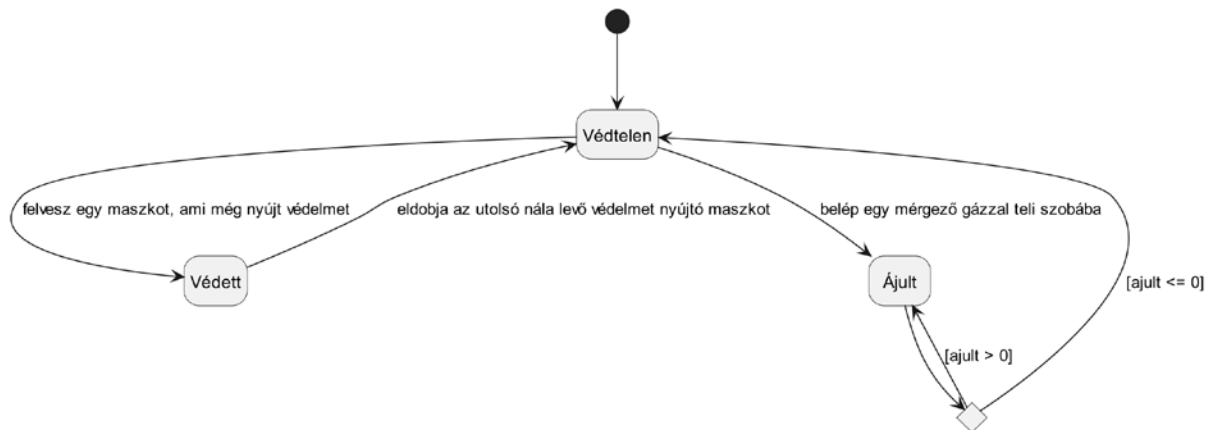 Védtelen
felvesz egy maszkot, ami még nyújt védelmet
eldobja az utolsó nála levő védelmet nyújtó maszkot
belép egy mérgező gázzal teli szobába
Védett
Ájult
[ajult <= 0]
[ajult > 0]